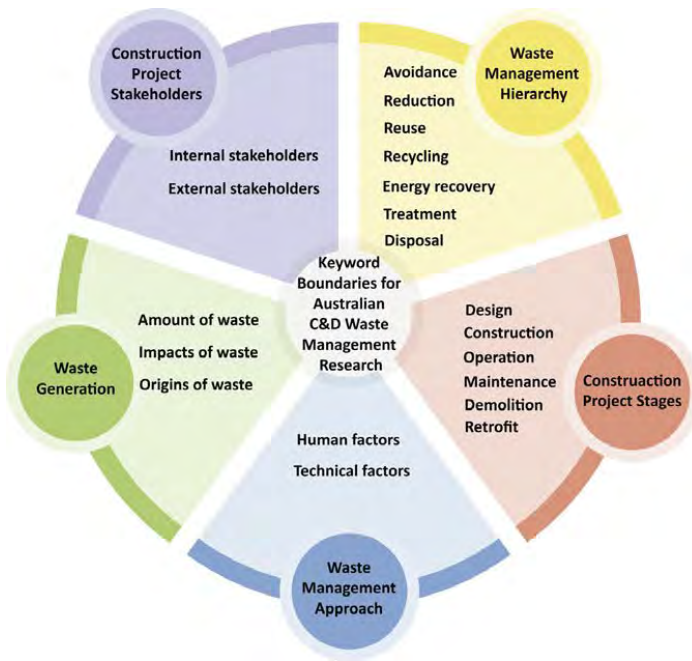 Construction
Project
Stakeholders
Internal stakeholders
External stakeholders
Waste
Management
Hierarchy
Avoidance
Reduction
Reuse
Recycling
Energy recovery
Treatment
Disposal
Keyword
Boundaries for
Australian
C&D Waste
Management
Research
Amount of waste
Impacts of waste
Origins of waste
Waste
Generation
Design
Construction
Operation
Maintenance
Demolition
Retrofit
Construaction
Project Stages
Human factors
Technical factors
Waste
Management
Approach